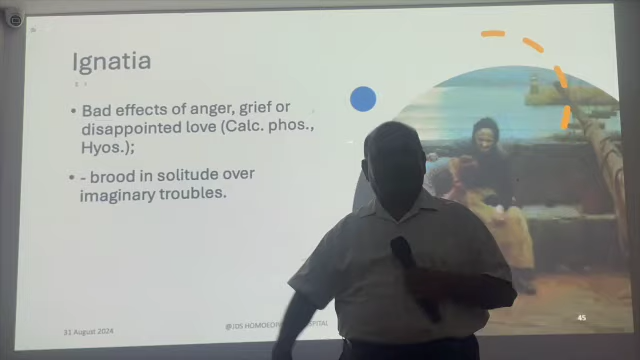 Ignatia
• Bad effects of anger, grief or
disappointed love (Calc. phos.,
Hyos.);
• - brood in solitude over
imaginary troubles.
31 August 2024
@JDS
45